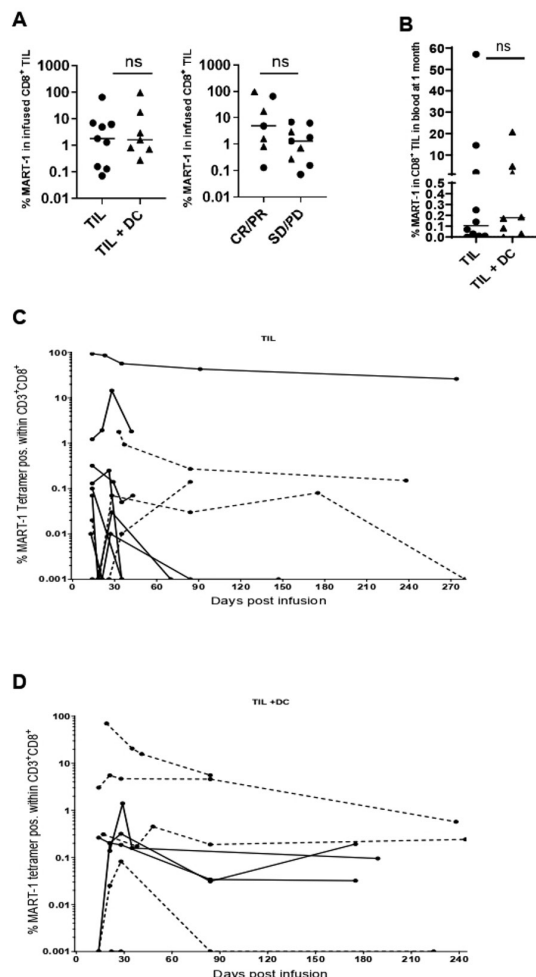 A
% MART-1 in infused CD8⁺ TIL
1000
100
10
1
0.1
0.01
ns
TIL
TIL + DC
% MART-1 in infused CD8⁺ TIL
1000
100
10
1
0.1
0.01
ns
CR/PR
SD/PD
B
% MART-1 in CD8⁺ TIL in blood at 1 month
60
50
40
30
20
10
0.5
0.4
0.3
0.2
0.1
0.0
ns
TIL
TIL + DC
C
TIL
% MART-1 Tetramer pos. within CD3⁺CD8⁺
100
10
1
0.1
0.01
0.001
0 30 60 90 120 150 180 210 240 270
Days post infusion
D
TIL +DC
% MART-1 tetramer pos. within CD3⁺CD8⁺
100
10
1
0.1
0.01
0.001
0 30 60 90 120 150 180 210 240
Days post infusion